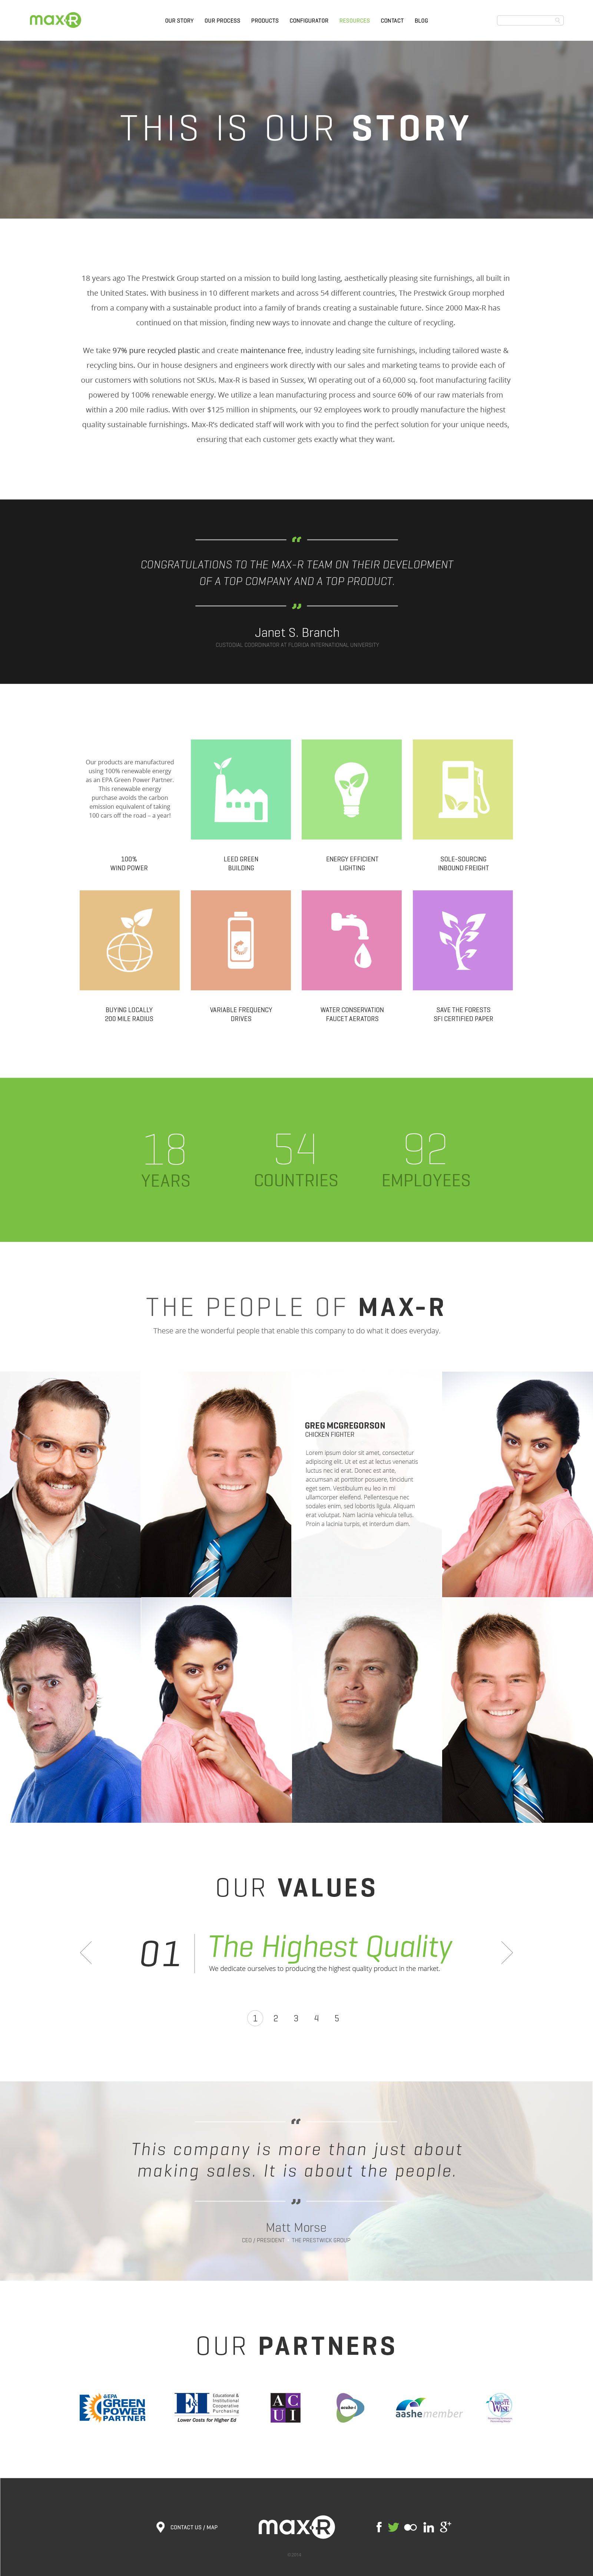 maxR
OUR STORY OUR PROCESS PRODUCTS CONFIGURATOR RESOURCES CONTACT BLOG
THIS IS OUR STORY
18 years ago The Prestwick Group started on a mission to build long lasting, aesthetically pleasing site furnishings, all built in
the United States. With business in 10 different markets and across 54 different countries, The Prestwick Group morphed
from a company with a sustainable product into a family of brands creating a sustainable future. Since 2000 Max-R has
continued on that mission, finding new ways to innovate and change the culture of recycling.
We take 97% pure recycled plastic and create maintenance free, industry leading site furnishings, including tailored waste &
recycling bins. Our in house designers and engineers work directly with our sales and marketing teams to provide each of
our customers with solutions not SKUs. Max-R is based in Sussex, WI operating out of a 60,000 sq. foot manufacturing facility
powered by 100% renewable energy. We utilize a lean manufacturing process and source 60% of our raw materials from
within a 200 mile radius. With over $125 million in shipments, our 92 employees work to proudly manufacture the highest
quality sustainable furnishings. Max-R's dedicated staff will work with you to find the perfect solution for your unique needs,
ensuring that each customer gets exactly what they want.
“
CONGRATULATIONS TO THE MAX-R TEAM ON THEIR DEVELOPMENT
OF A TOP COMPANY AND A TOP PRODUCT.
”
Janet S. Branch
CUSTODIAL COORDINATOR AT FLORIDA INTERNATIONAL UNIVERSITY
Our products are manufactured
using 100% renewable energy
as an EPA Green Power Partner.
This renewable energy
purchase avoids the carbon
emission equivalent of taking
100 cars off the road – a year!
100%
WIND POWER
LEED GREEN
BUILDING
ENERGY EFFICIENT
LIGHTING
SOLE-SOURCING
INBOUND FREIGHT
BUYING LOCALLY
200 MILE RADIUS
VARIABLE FREQUENCY
DRIVES
WATER CONSERVATION
FAUCET AERATORS
SAVE THE FORESTS
SFI CERTIFIED PAPER
18 54 92
YEARS COUNTRIES EMPLOYEES
THE PEOPLE OF MAX-R
These are the wonderful people that enable this company to do what it does everyday.
GREG MCGREGORSON
CHICKEN FIGHTER
Lorem ipsum dolor sit amet, consectetur
adipiscing elit. Ut et est at lectus venenatis
luctus nec id erat. Donec est ante,
accumsan at porttitor posuere, tincidunt
eget sem. Vestibulum eu leo in mi
ullamcorper eleifend. Pellentesque nec
sodales enim, sed lobortis ligula. Aliquam
erat volutpat. Nam lacinia vehicula tellus.
Proin a lacinia turpis, et interdum diam.
OUR VALUES
01 The Highest Quality
We dedicate ourselves to producing the highest quality product in the market.
1 2 3 4 5
“
This company is more than just about
making sales. It is about the people.
”
Matt Morse
CEO / PRESIDENT THE PRESTWICK GROUP
OUR PARTNERS
EPA
GREEN
POWER
PARTNER
E&I
Educational &
Institutional
Cooperative
Purchasing
Lower Costs for Higher Ed
AC
UI
acuho-i
aashe member
WASTE
WISE
CONTACT US / MAP
maxR
f in g+